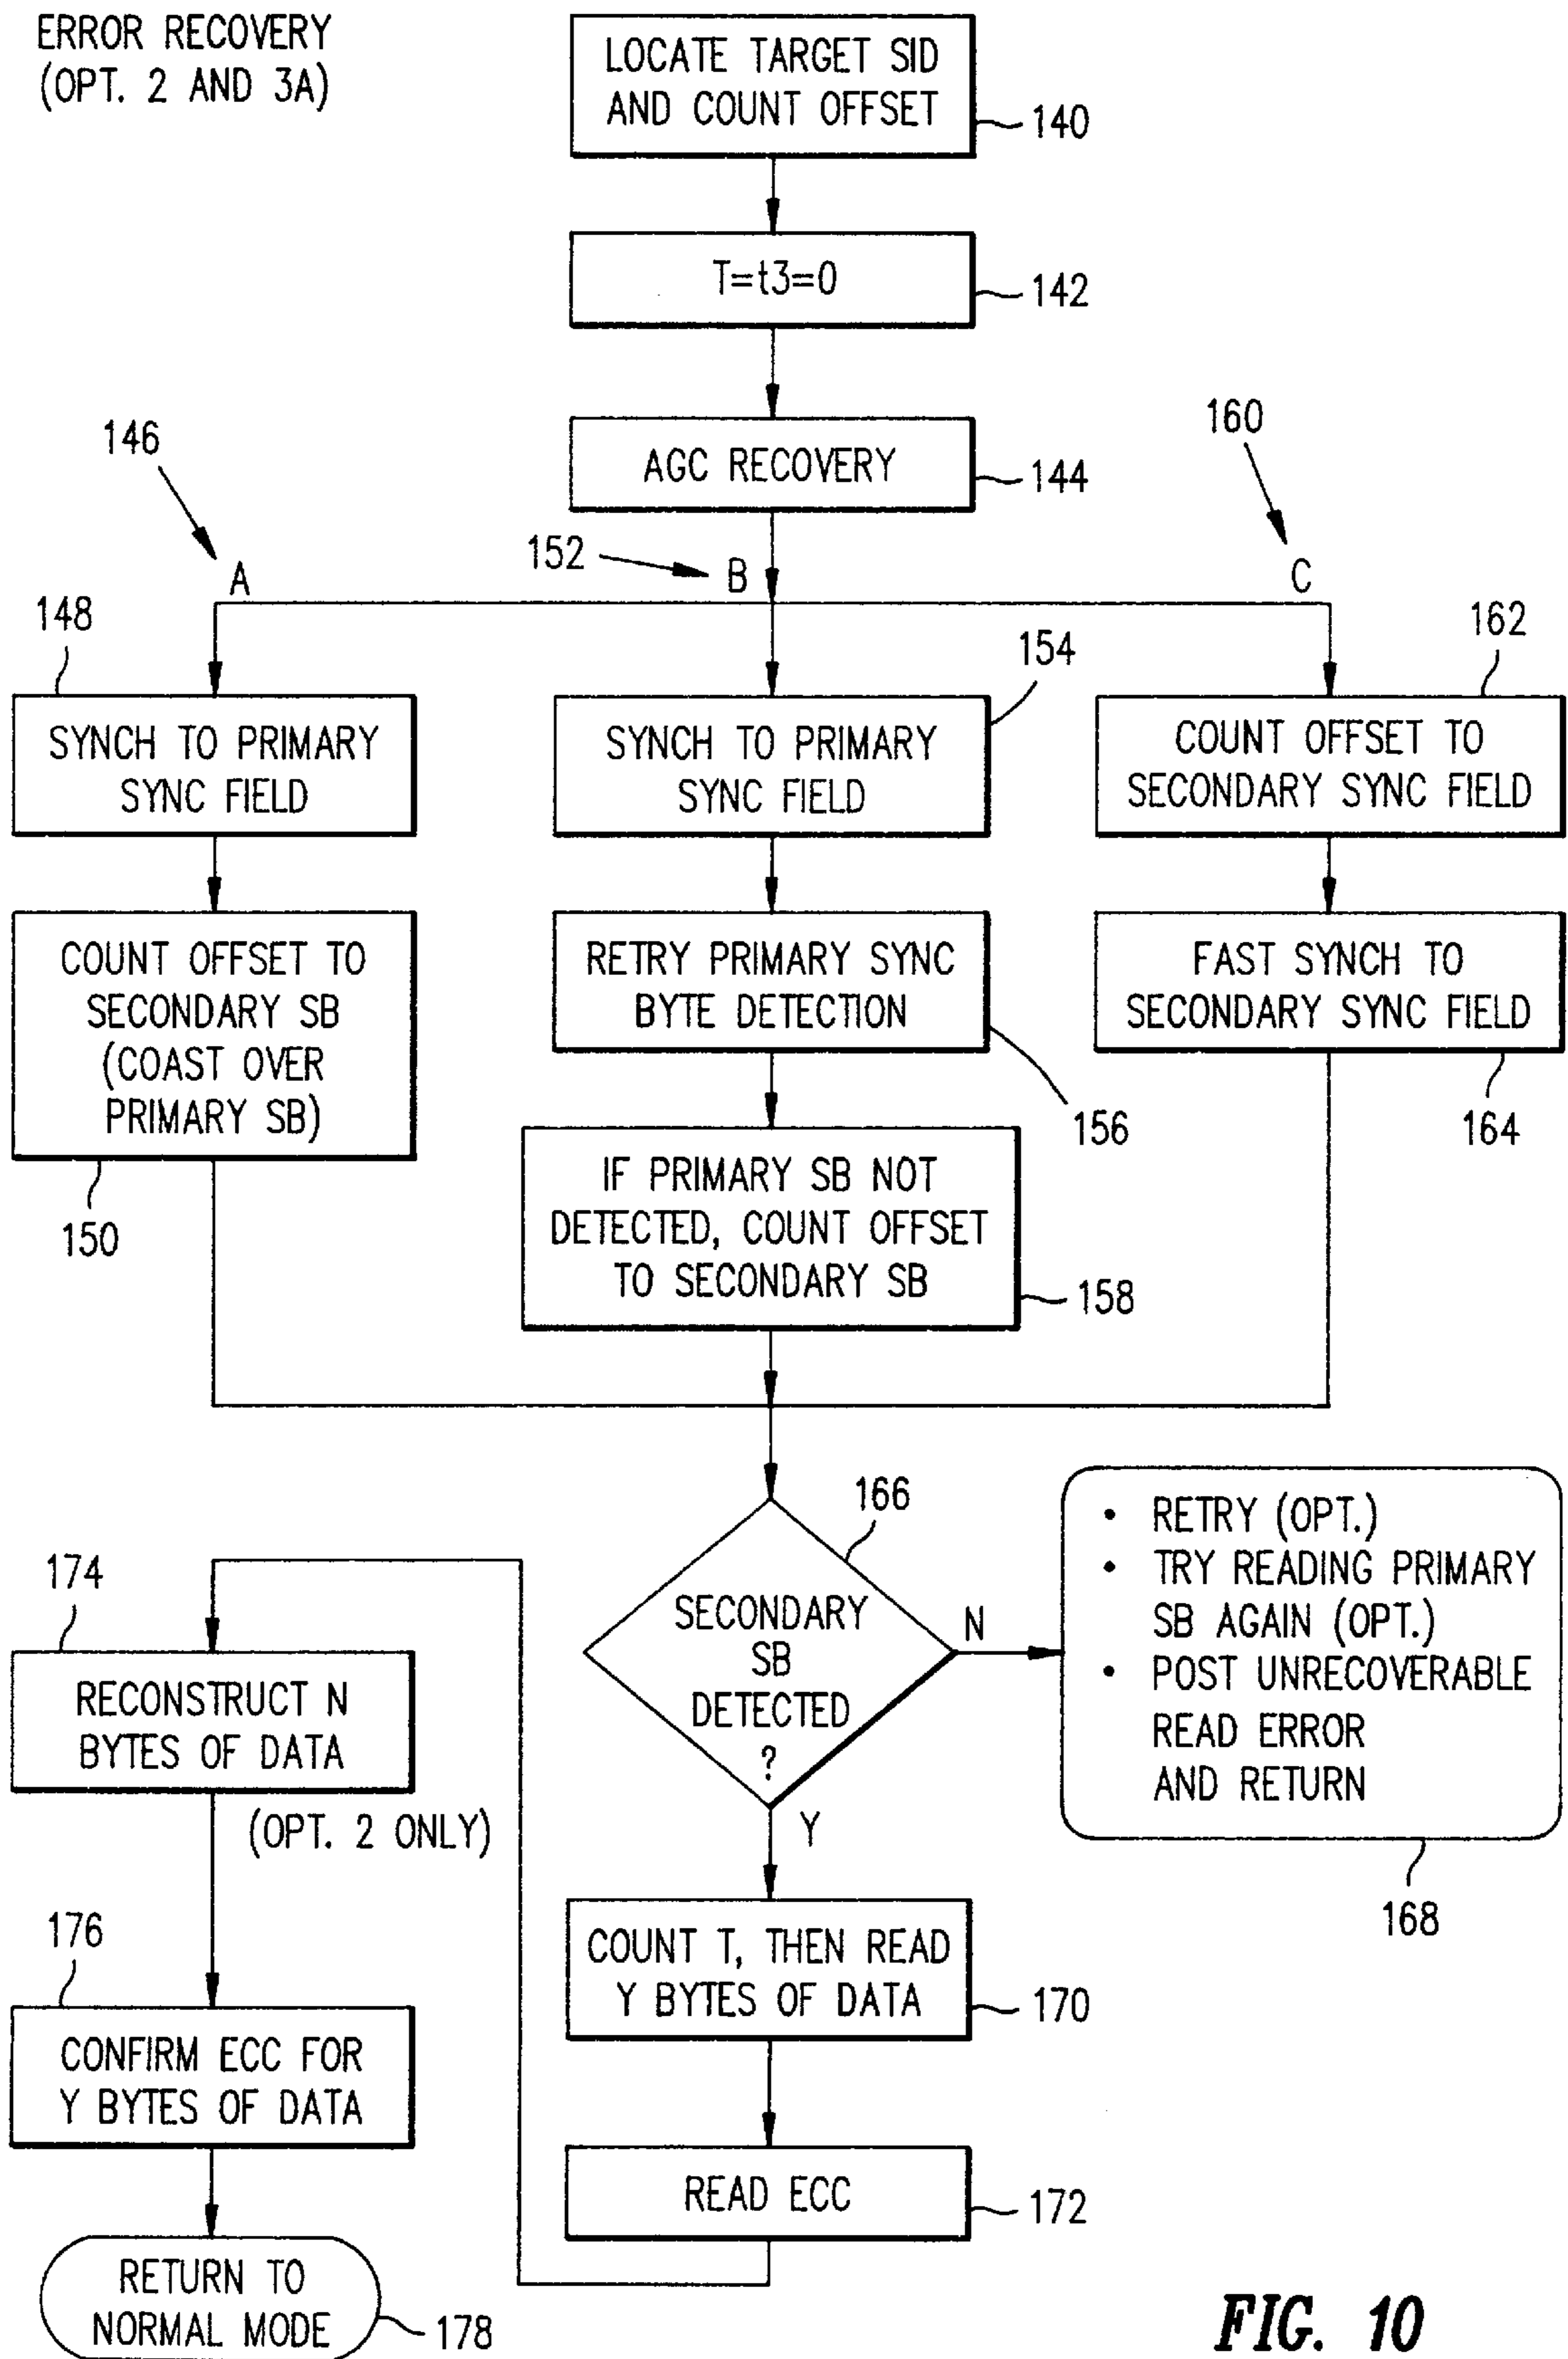 ERROR RECOVERY
(OPT. 2 AND 3A)
LOCATE TARGET SID
AND COUNT OFFSET
140
T=t3=0
142
AGC RECOVERY
144
146
152
160
A
B
C
148
SYNCH TO PRIMARY
SYNC FIELD
154
SYNCH TO PRIMARY
SYNC FIELD
162
COUNT OFFSET TO
SECONDARY SYNC FIELD
COUNT OFFSET TO
SECONDARY SB
(COAST OVER
PRIMARY SB)
150
RETRY PRIMARY SYNC
BYTE DETECTION
156
FAST SYNCH TO
SECONDARY SYNC FIELD
164
IF PRIMARY SB NOT
DETECTED, COUNT OFFSET
TO SECONDARY SB
158
166
SECONDARY
SB
DETECTED
?
N
Y
• RETRY (OPT.)
• TRY READING PRIMARY
SB AGAIN (OPT.)
• POST UNRECOVERABLE
READ ERROR
AND RETURN
168
174
RECONSTRUCT N
BYTES OF DATA
(OPT. 2 ONLY)
COUNT T, THEN READ
Y BYTES OF DATA
170
176
CONFIRM ECC FOR
Y BYTES OF DATA
READ ECC
172
RETURN TO
NORMAL MODE
178
FIG. 10